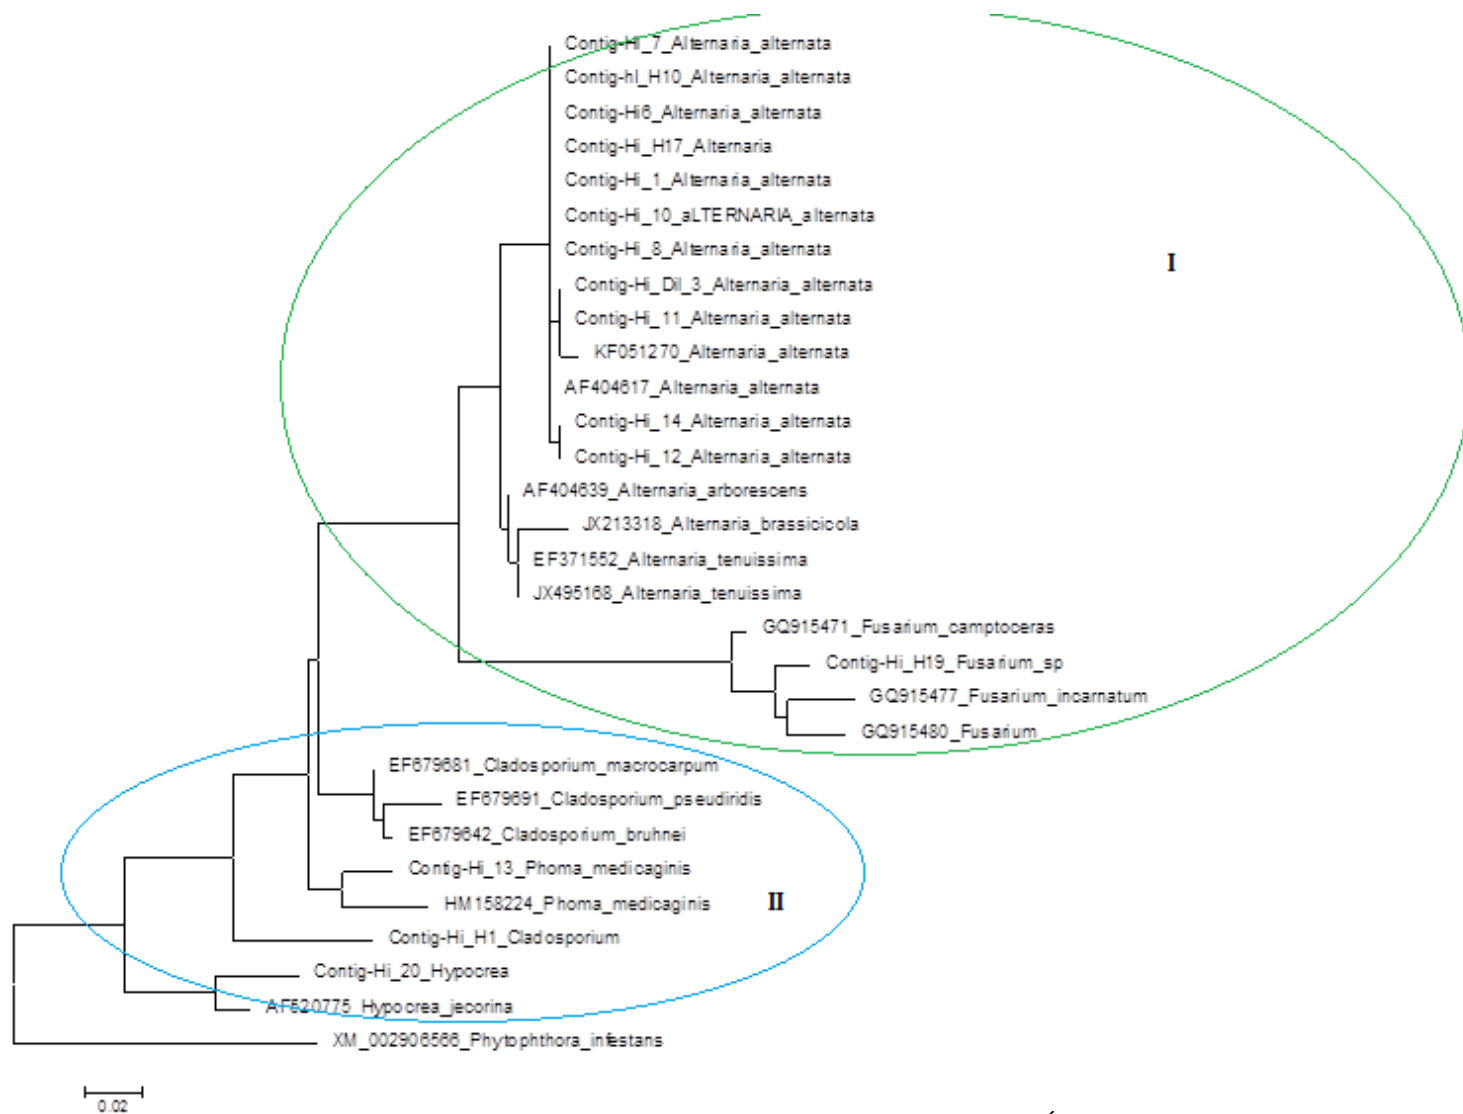 Contig-Hi_7_Alternaria_alternata
Contig-hI_H10_Alternaria_alternata
Contig-Hi6_Alternaria_alternata
Contig-Hi_H17_Alternaria
Contig-Hi_1_Alternaria_alternata
Contig-Hi_10_aLTERNARIA_alternata
Contig-Hi_8_Alternaria_alternata
I
Contig-Hi_Dil_3_Alternaria_alternata
Contig-Hi_11_Alternaria_alternata
KF051270_Alternaria_alternata
AF404617_Alternaria_alternata
Contig-Hi_14_Alternaria_alternata
Contig-Hi_12_Alternaria_alternata
AF404639_Alternaria_arborescens
JX213318_Alternaria_brassicicola
EF371552_Alternaria_tenuissima
JX495168_Alternaria_tenuissima
GQ915471_Fusarium_camptoceras
Contig-Hi_H19_Fusarium_sp
GQ915477_Fusarium_incarnatum
GQ915480_Fusarium
EF679681_Cladosporium_macrocarpum
EF679691_Cladosporium_pseudiridis
EF679642_Cladosporium_bruhnei
Contig-Hi_13_Phoma_medicaginis
HM158224_Phoma_medicaginis
II
Contig-Hi_H1_Cladosporium
Contig-Hi_20_Hypocrea
AF520775_Hypocrea_jecorina
XM_002906566_Phytophthora_infestans
0.02